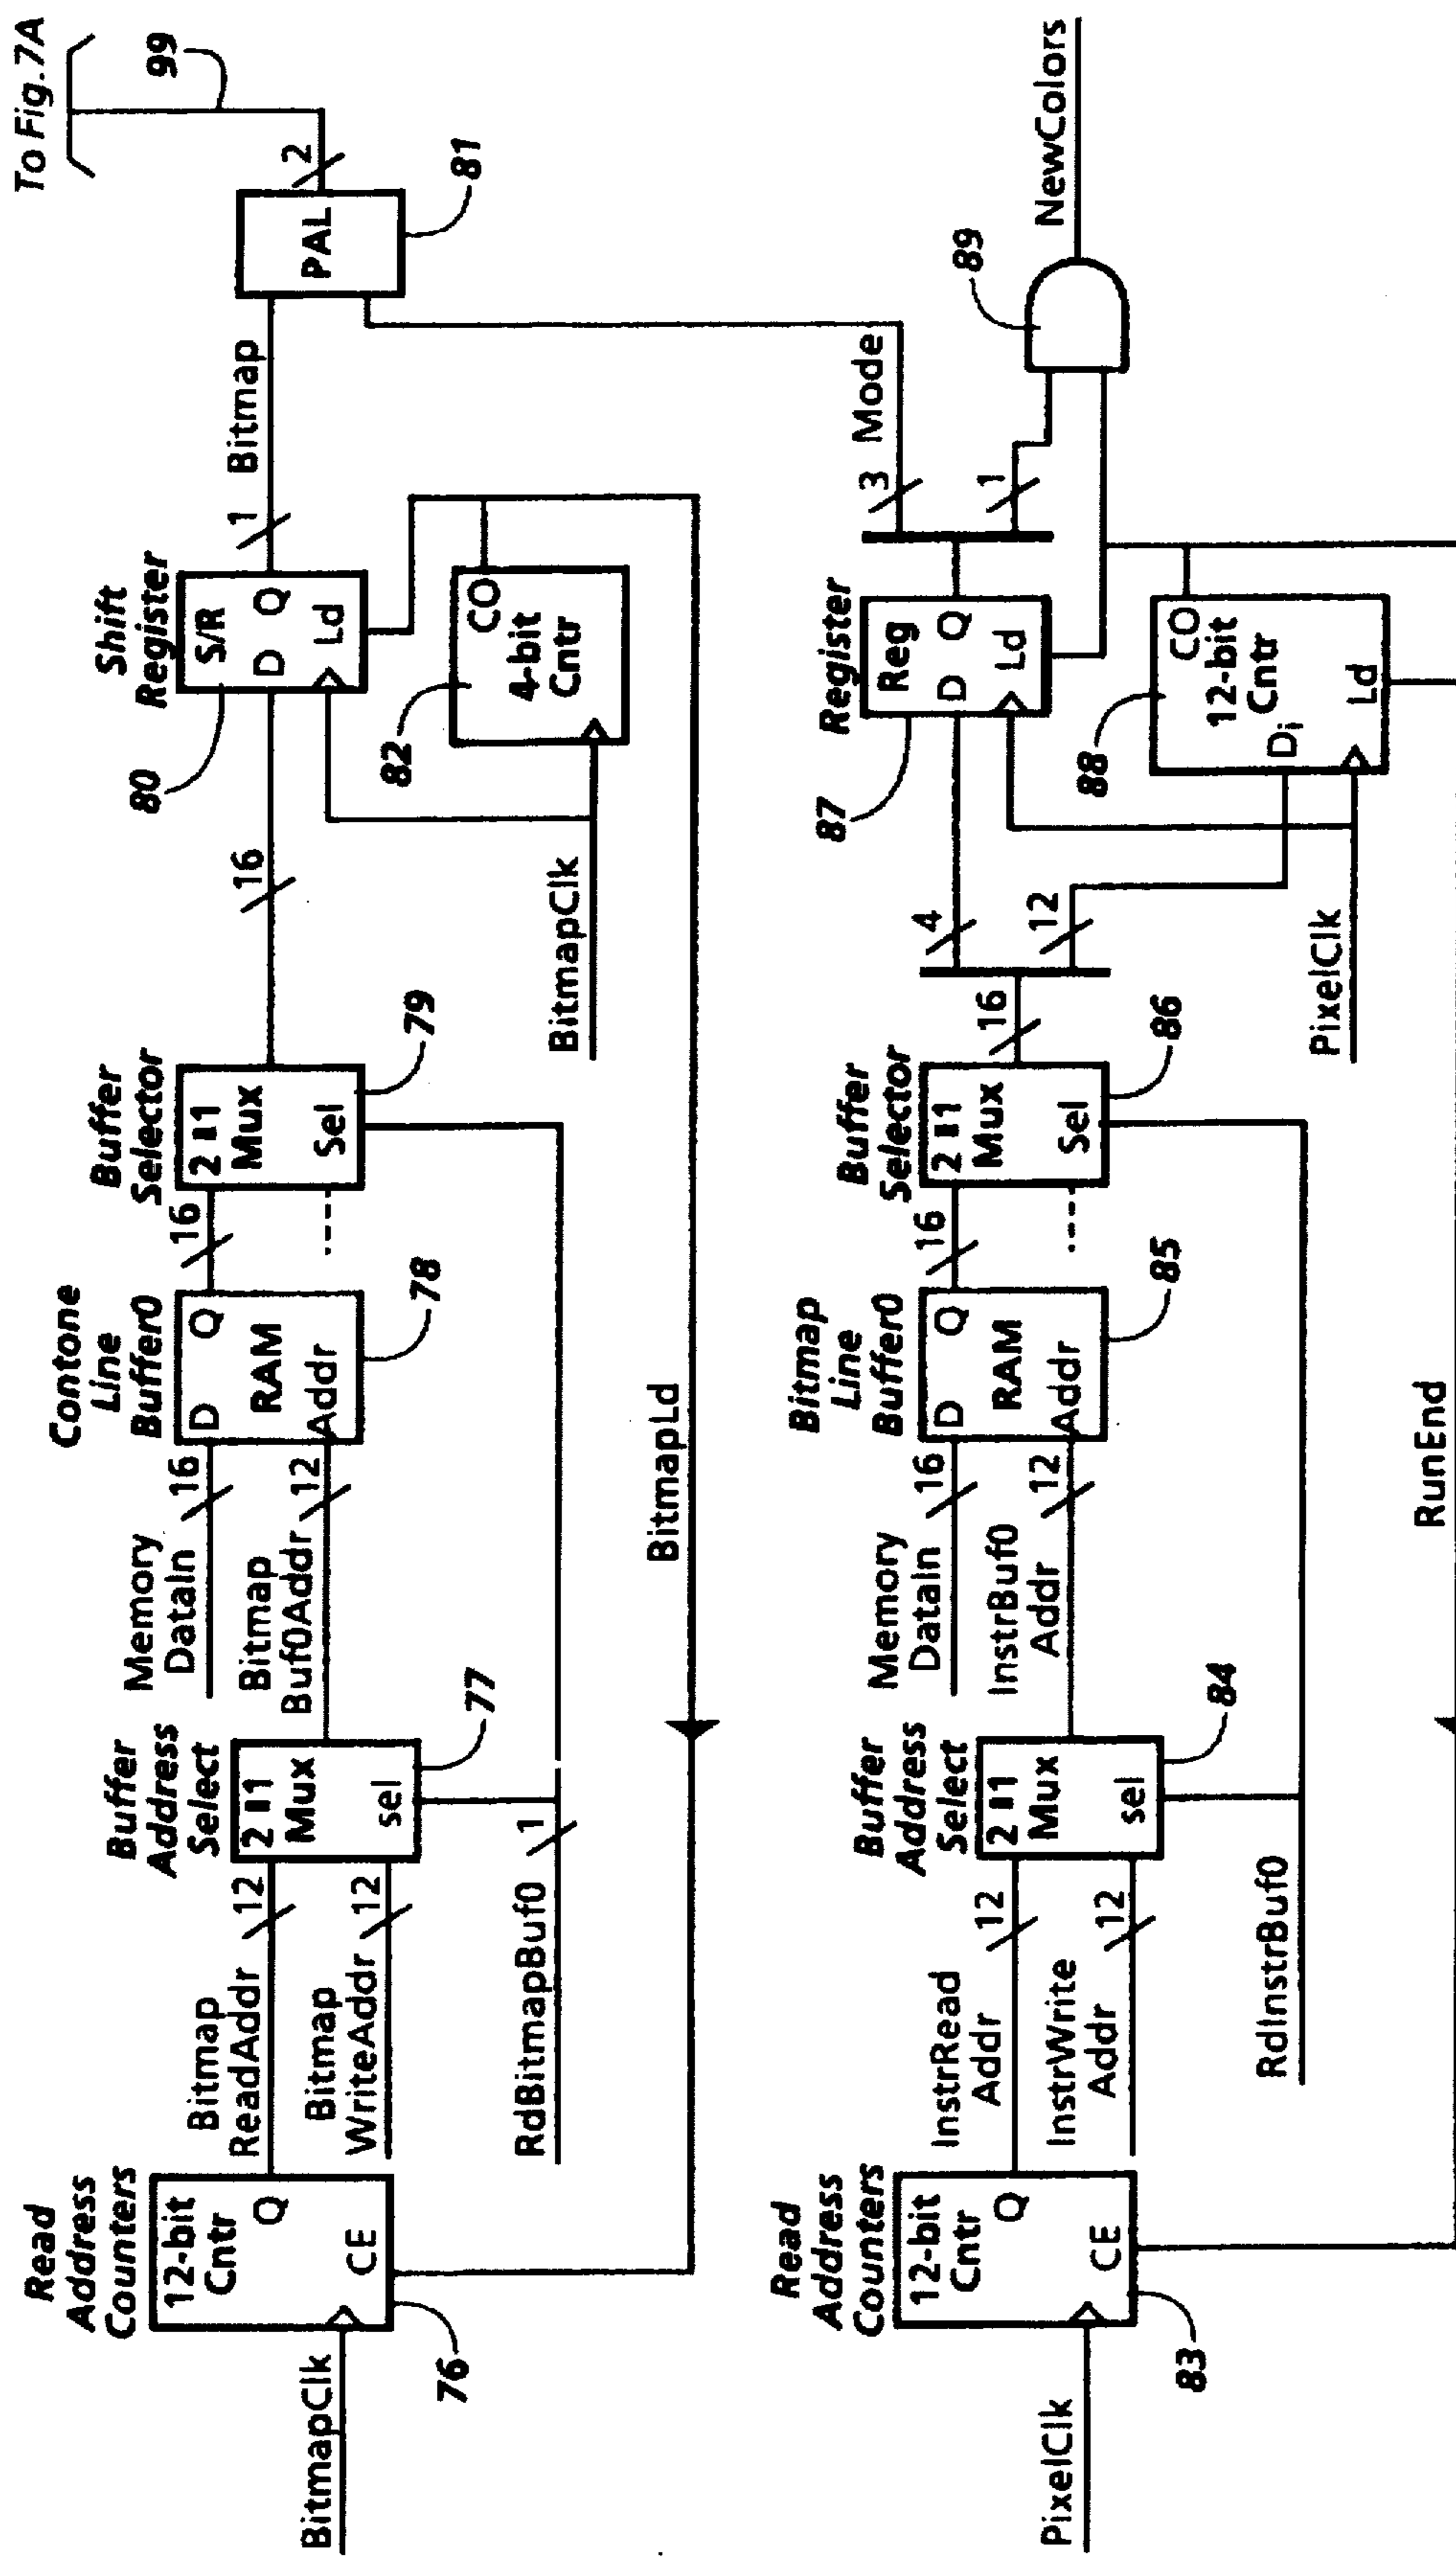 To Fig.7A
99
2
PAL
81
1
Bitmap
Shift
Register
S/R
D Q
Ld
80
CO
4-bit
Cntr
82
16
BitmapClk
Buffer
Selector
2 1
Mux
Sel
79
16
Contone
Line
Buffer0
D Q
RAM
Addr
78
Memory
DataIn
16
Bitmap
Buf0Addr
12
Buffer
Address
Select
2 1
Mux
sel
77
Bitmap
ReadAddr
12
Bitmap
WriteAddr
12
RdBitmapBuf0
1
Read
Address
Counters
12-bit
Cntr
Q
CE
76
BitmapClk
BitmapLd
NewColors
89
Mode
3
1
Register
Reg
D Q
Ld
87
CO
12-bit
Cntr
Di
Ld
88
4
12
PixelClk
16
Buffer
Selector
2 1
Mux
Sel
86
16
Bitmap
Line
Buffer0
D Q
RAM
Addr
85
Memory
DataIn
16
InstrBuf0
Addr
12
Buffer
Address
Select
2 1
Mux
sel
84
InstrRead
Addr
12
InstrWrite
Addr
12
RdInstrBuf0
Read
Address
Counters
12-bit
Cntr
Q
CE
83
PixelClk
RunEnd